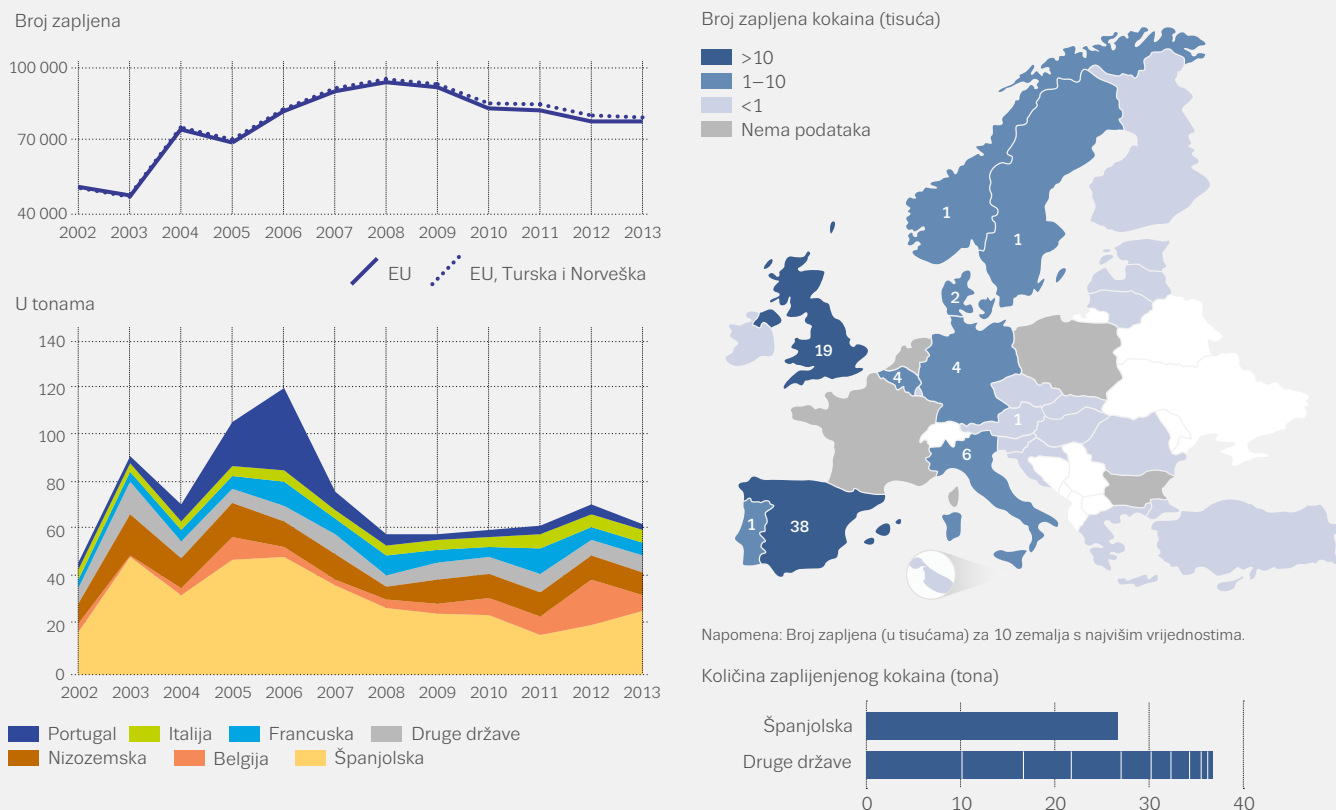 Broj zapljena
100 000
70 000
40 000
2002 2003 2004 2005 2006 2007 2008 2009 2010 2011 2012 2013
EU
EU, Turska i Norveška
U tonama
140
120
100
80
60
40
20
0
2002 2003 2004 2005 2006 2007 2008 2009 2010 2011 2012 2013
Portugal Italija Francuska Druge države
Nizozemska Belgija Španjolska
Broj zapljena kokaina (tisuća)
>10
1–10
<1
Nema podataka
1
1
2
19
4
4
1
6
1
38
Napomena: Broj zapljena (u tisućama) za 10 zemalja s najvišim vrijednostima.
Količina zaplijenjenog kokaina (tona)
Španjolska
Druge države
0 10 20 30 40